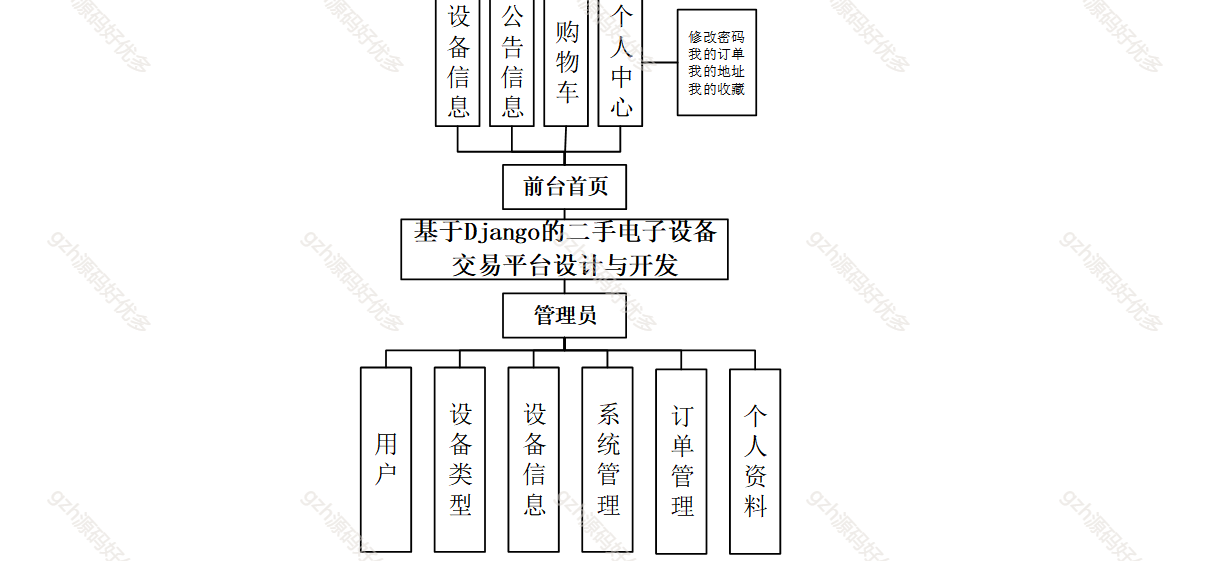 设备信息
公告信息
购物车
个人中心
修改密码
我的订单
我的地址
我的收藏
前台首页
基于Django的二手电子设备
交易平台设计与开发
管理员
用户
设备类型
设备信息
系统管理
订单管理
个人资料
gzh源码好优多
gzh源码好优多
gzh源码好优多
gzh源码好优多
gzh源码好优多
gzh源码好优多
gzh源码好优多
gzh源码好优多
gzh源码好优多
gzh源码好优多